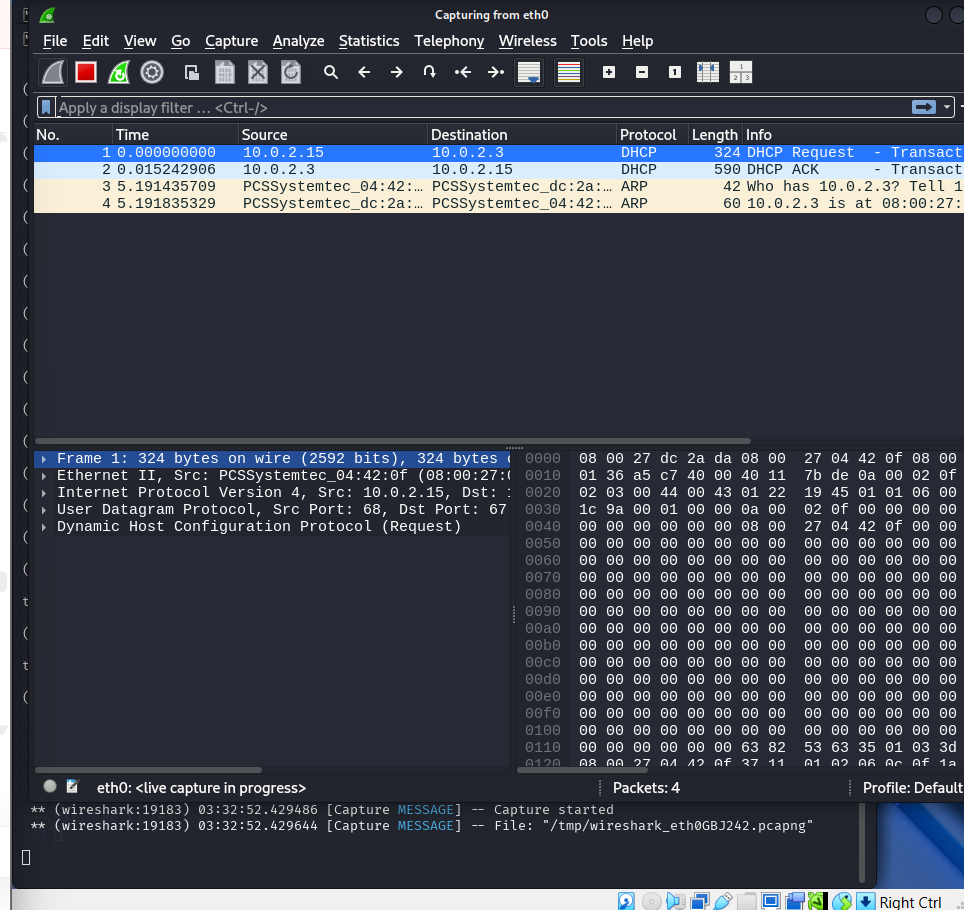 Capturing from eth0
File Edit View Go Capture Analyze Statistics Telephony Wireless Tools Help
Apply a display filter … <Ctrl-/>
No. Time Source Destination Protocol Length Info
1 0.000000000 10.0.2.15 10.0.2.3 DHCP 324 DHCP Request - Transact
2 0.015242906 10.0.2.3 10.0.2.15 DHCP 590 DHCP ACK - Transact
3 5.191435709 PCSSystemtec_04:42:… PCSSystemtec_dc:2a:… ARP 42 Who has 10.0.2.3? Tell 1
4 5.191835329 PCSSystemtec_dc:2a:… PCSSystemtec_04:42:… ARP 60 10.0.2.3 is at 08:00:27:
Frame 1: 324 bytes on wire (2592 bits), 324 bytes
Ethernet II, Src: PCSSystemtec_04:42:0f (08:00:27:0
Internet Protocol Version 4, Src: 10.0.2.15, Dst: 1
User Datagram Protocol, Src Port: 68, Dst Port: 67
Dynamic Host Configuration Protocol (Request)
0000 08 00 27 dc 2a da 08 00 27 04 42 0f 08 00
0010 01 36 a5 c7 40 00 40 11 7b de 0a 00 02 0f
0020 02 03 00 44 00 43 01 22 19 45 01 01 06 00
0030 1c 9a 00 01 00 00 0a 00 02 0f 00 00 00 00
0040 00 00 00 00 00 00 08 00 27 04 42 0f 00 00
0050 00 00 00 00 00 00 00 00 00 00 00 00 00 00
0060 00 00 00 00 00 00 00 00 00 00 00 00 00 00
0070 00 00 00 00 00 00 00 00 00 00 00 00 00 00
0080 00 00 00 00 00 00 00 00 00 00 00 00 00 00
0090 00 00 00 00 00 00 00 00 00 00 00 00 00 00
00a0 00 00 00 00 00 00 00 00 00 00 00 00 00 00
00b0 00 00 00 00 00 00 00 00 00 00 00 00 00 00
00c0 00 00 00 00 00 00 00 00 00 00 00 00 00 00
00d0 00 00 00 00 00 00 00 00 00 00 00 00 00 00
00e0 00 00 00 00 00 00 00 00 00 00 00 00 00 00
00f0 00 00 00 00 00 00 00 00 00 00 00 00 00 00
0100 00 00 00 00 00 00 00 00 00 00 00 00 00 00
0110 00 00 00 00 00 00 63 82 53 63 35 01 03 3d
0120 08 00 27 04 42 0f 37 11 01 02 06 0c 0f 1a
eth0: <live capture in progress>
Packets: 4
Profile: Default
** (wireshark:19183) 03:32:52.429486 [Capture MESSAGE] -- Capture started
** (wireshark:19183) 03:32:52.429644 [Capture MESSAGE] -- File: "/tmp/wireshark_eth0GBJ242.pcapng"
Right Ctrl